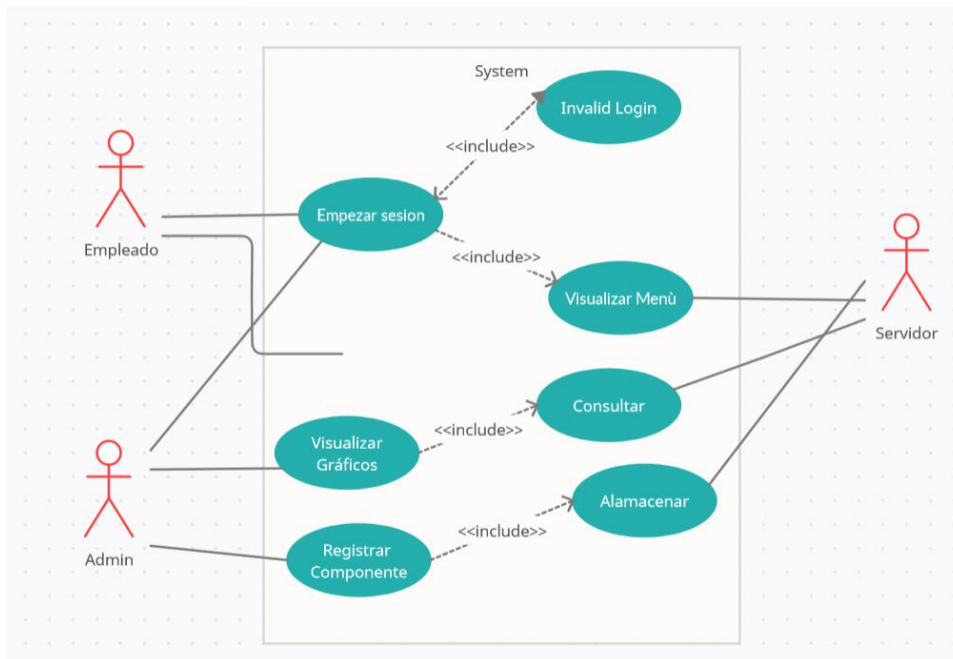 System
Invalid Login
<<include>>
Empezar sesion
Empleado
<<include>>
Visualizar Menù
Servidor
Consultar
<<include>>
Visualizar
Gráficos
Alamacenar
<<include>>
Registrar
Componente
Admin